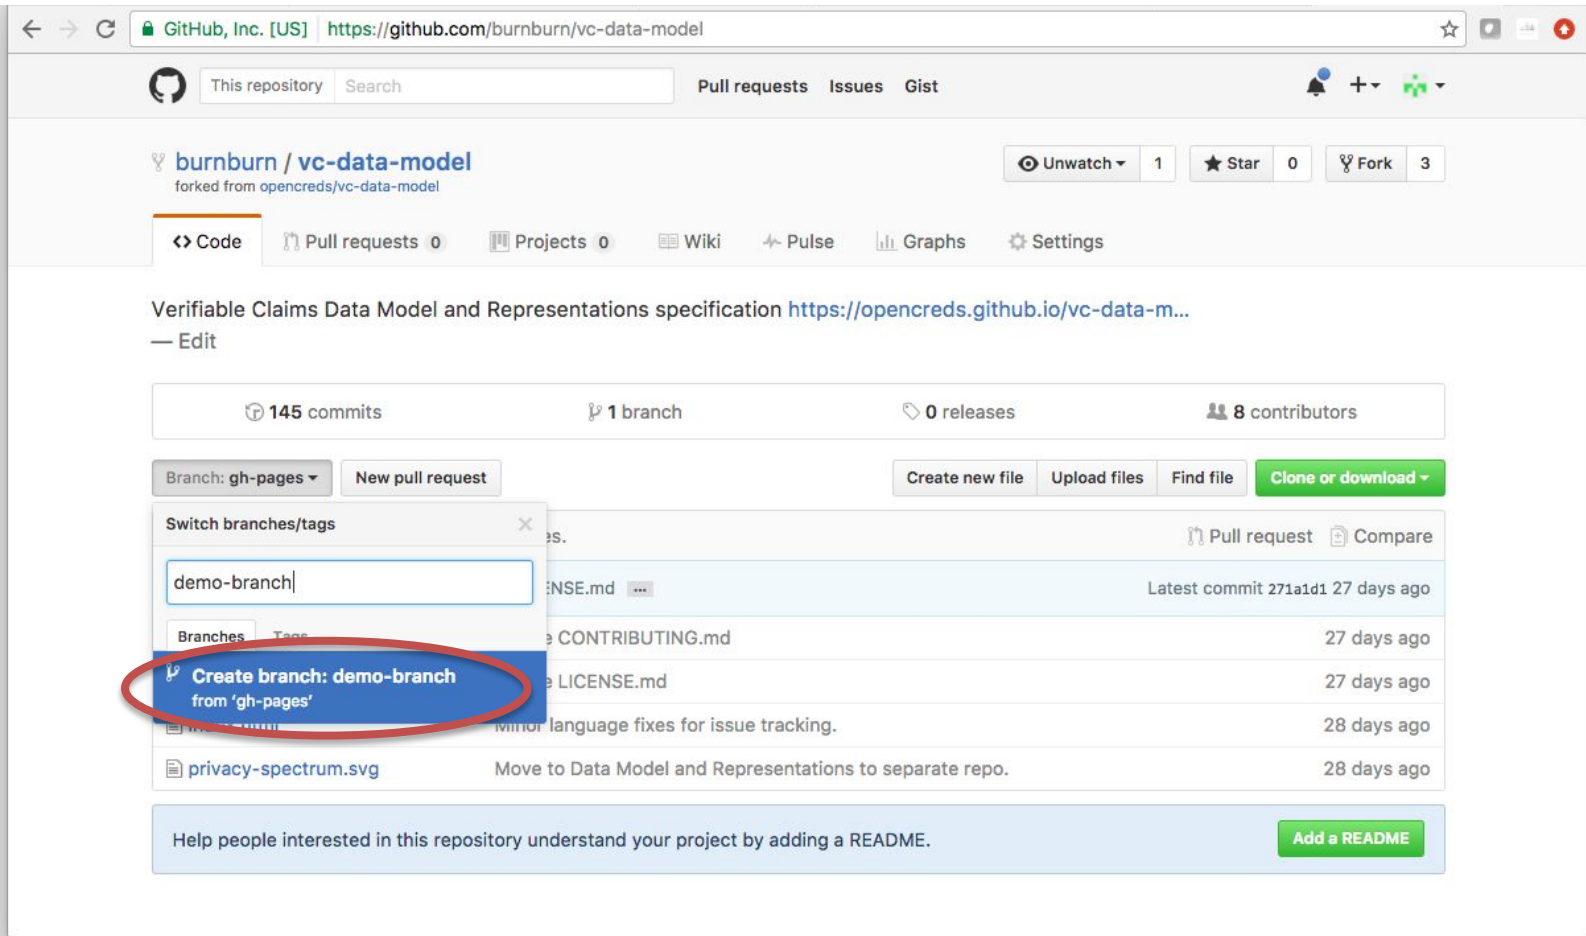 GitHub, Inc. [US] https://github.com/burnburn/vc-data-model
This repository Search Pull requests Issues Gist
burnburn / vc-data-model Unwatch 1 Star 0 Fork 3
forked from opencreds/vc-data-model
Code Pull requests 0 Projects 0 Wiki Pulse Graphs Settings
Verifiable Claims Data Model and Representations specification https://opencreds.github.io/vc-data-m...
— Edit
145 commits 1 branch 0 releases 8 contributors
Branch: gh-pages New pull request Create new file Upload files Find file Clone or download
Switch branches/tags
es. Pull request Compare
demo-branch
ENSE.md ... Latest commit 271a1d1 27 days ago
Branches Tags
CONTRIBUTING.md 27 days ago
Create branch: demo-branch
from 'gh-pages'
LICENSE.md 27 days ago
Minor language fixes for issue tracking. 28 days ago
privacy-spectrum.svg Move to Data Model and Representations to separate repo. 28 days ago
Help people interested in this repository understand your project by adding a README. Add a README